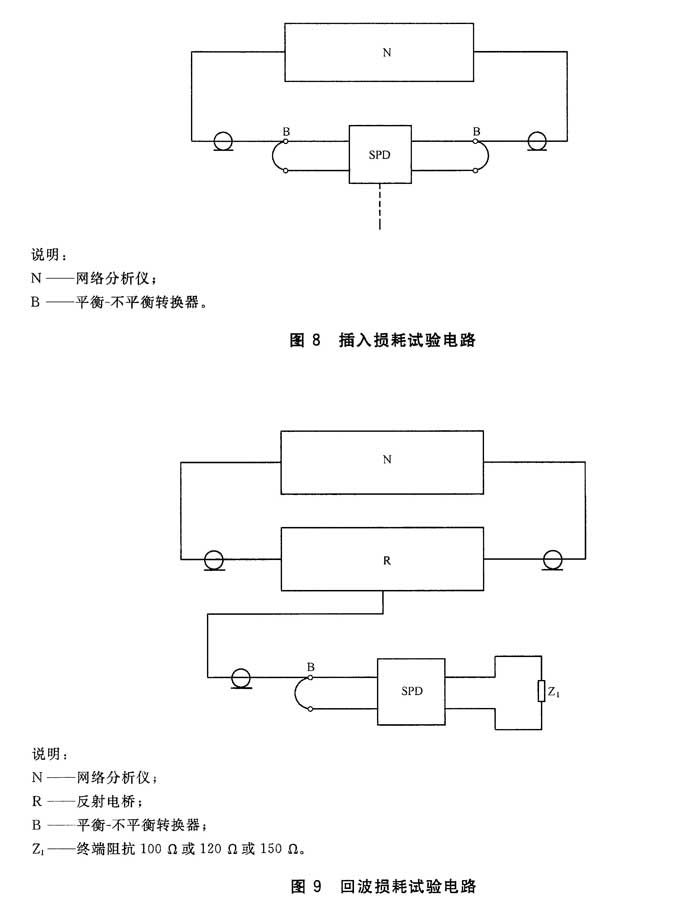 N
B
B
SPD
说明：
N ——网络分析仪；
B ——平衡-不平衡转换器。
图 8 插入损耗试验电路
N
R
B
SPD
Z₁
说明：
N ——网络分析仪；
R ——反射电桥；
B ——平衡-不平衡转换器；
Z₁——终端阻抗 100 Ω 或 120 Ω 或 150 Ω。
图 9 回波损耗试验电路